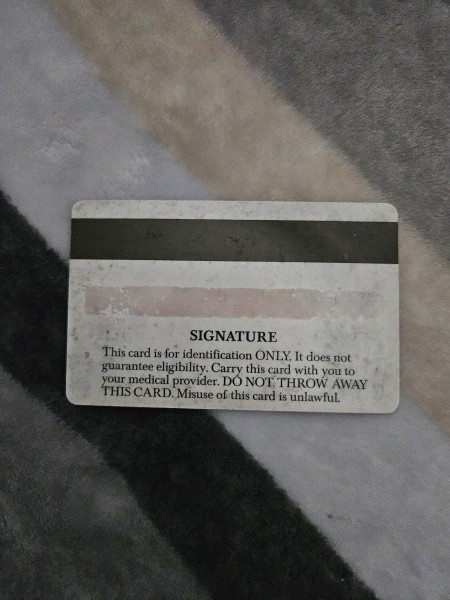 SIGNATURE
This card is for identification ONLY. It does not
guarantee eligibility. Carry this card with you to
your medical provider. DO NOT THROW AWAY
THIS CARD. Misuse of this card is unlawful.